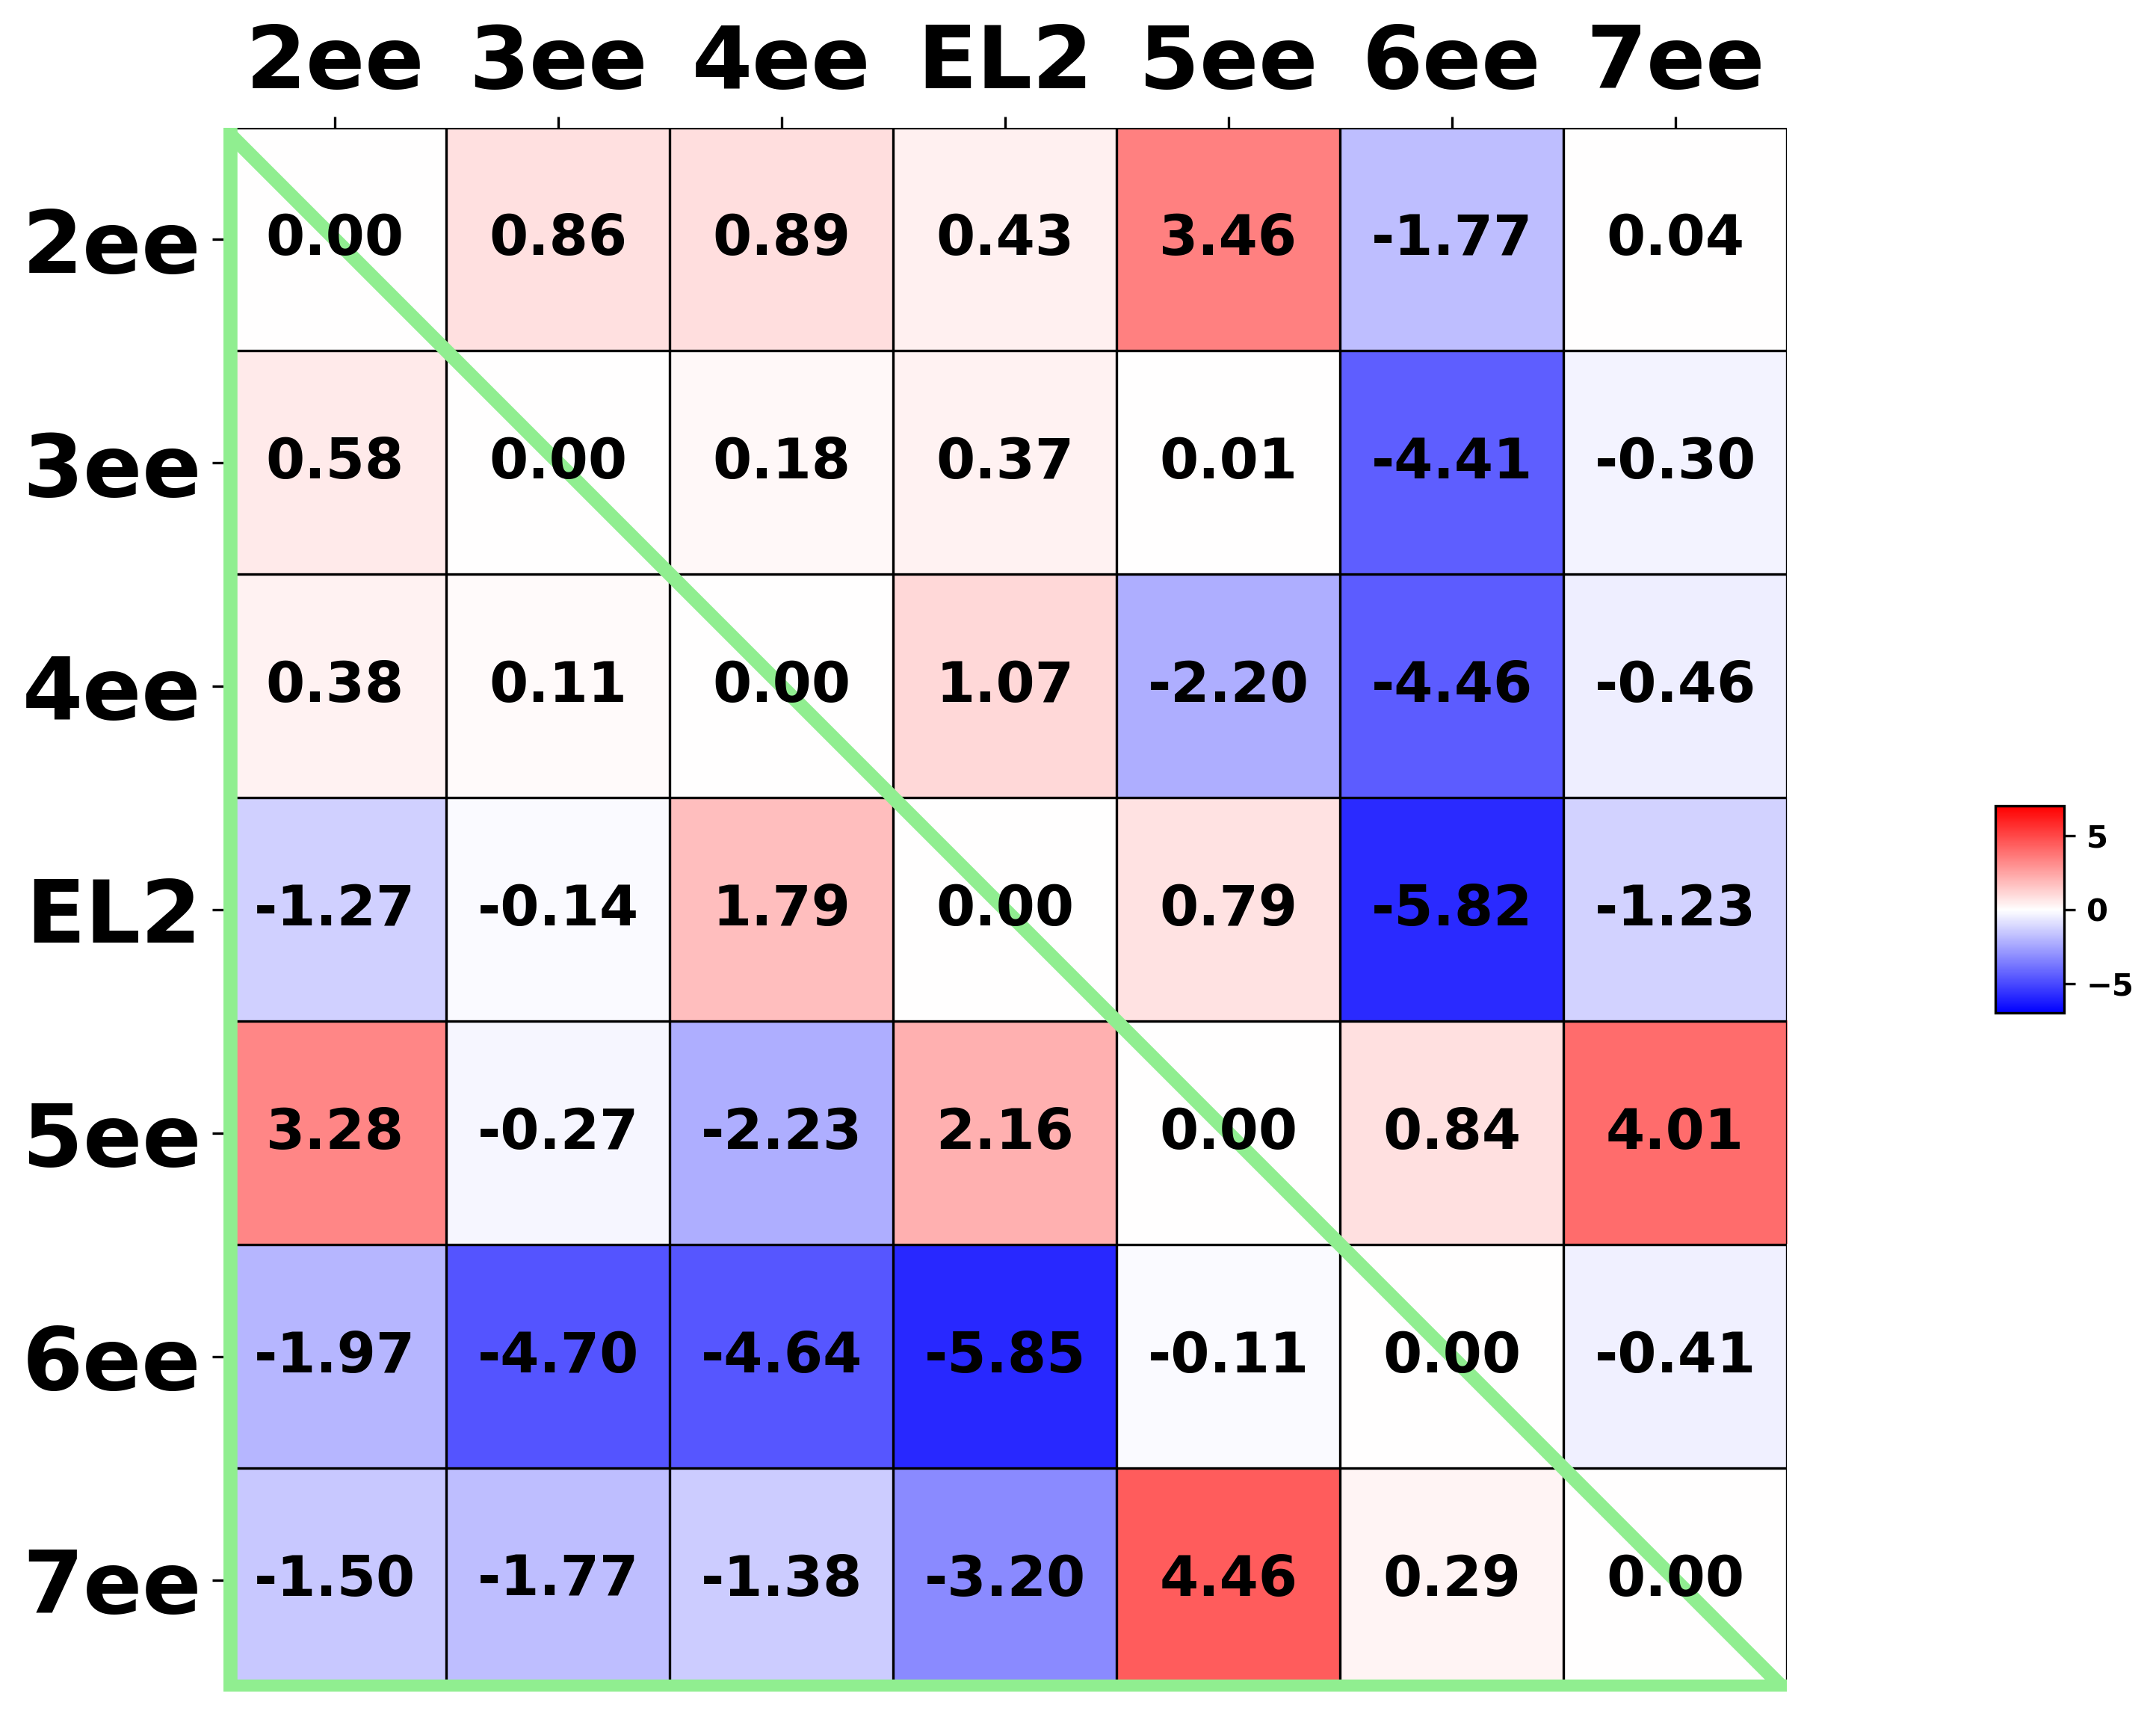 2ee 3ee 4ee EL2 5ee 6ee 7ee
2ee 0.00 0.86 0.89 0.43 3.46 -1.77 0.04
3ee 0.58 0.00 0.18 0.37 0.01 -4.41 -0.30
4ee 0.38 0.11 0.00 1.07 -2.20 -4.46 -0.46
5
EL2 -1.27 -0.14 1.79 0.00 0.79 -5.82 -1.23 0
−5
5ee 3.28 -0.27 -2.23 2.16 0.00 0.84 4.01
6ee -1.97 -4.70 -4.64 -5.85 -0.11 0.00 -0.41
7ee -1.50 -1.77 -1.38 -3.20 4.46 0.29 0.00